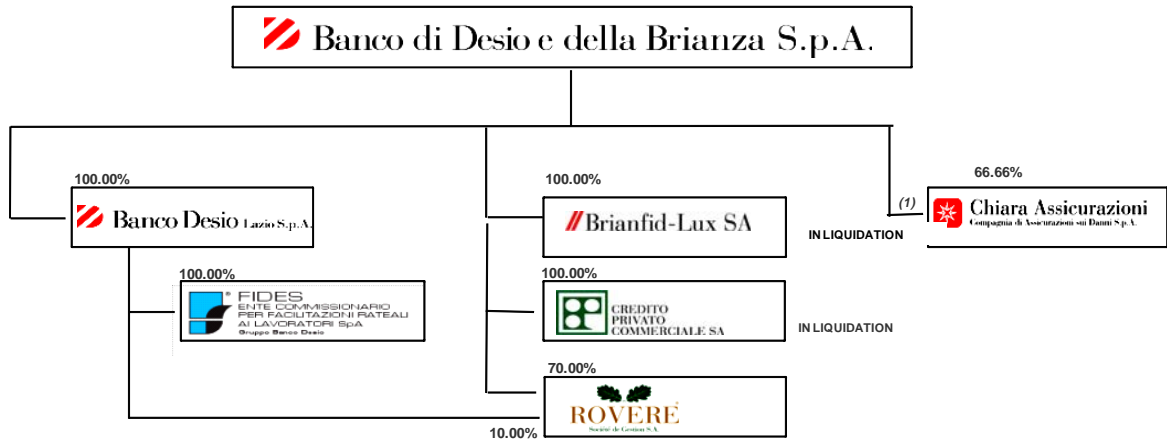 Banco di Desio e della Brianza S.p.A.
100.00%
Banco Desio Lazio S.p.A.
100.00%
Brianfid-Lux SA
IN LIQUIDATION
66.66%
(1)
Chiara Assicurazioni
Compagnia di Assicurazioni sui Danni S.p.A.
100.00%
FIDES
ENTE COMMISSIONARIO
PER FACILITAZIONI RATEALI
AI LAVORATORI SpA
Gruppo Banco Desio
100.00%
CREDITO
PRIVATO
COMMERCIALE SA
IN LIQUIDATION
70.00%
ROVERE
Société de Gestion S.A.
10.00%